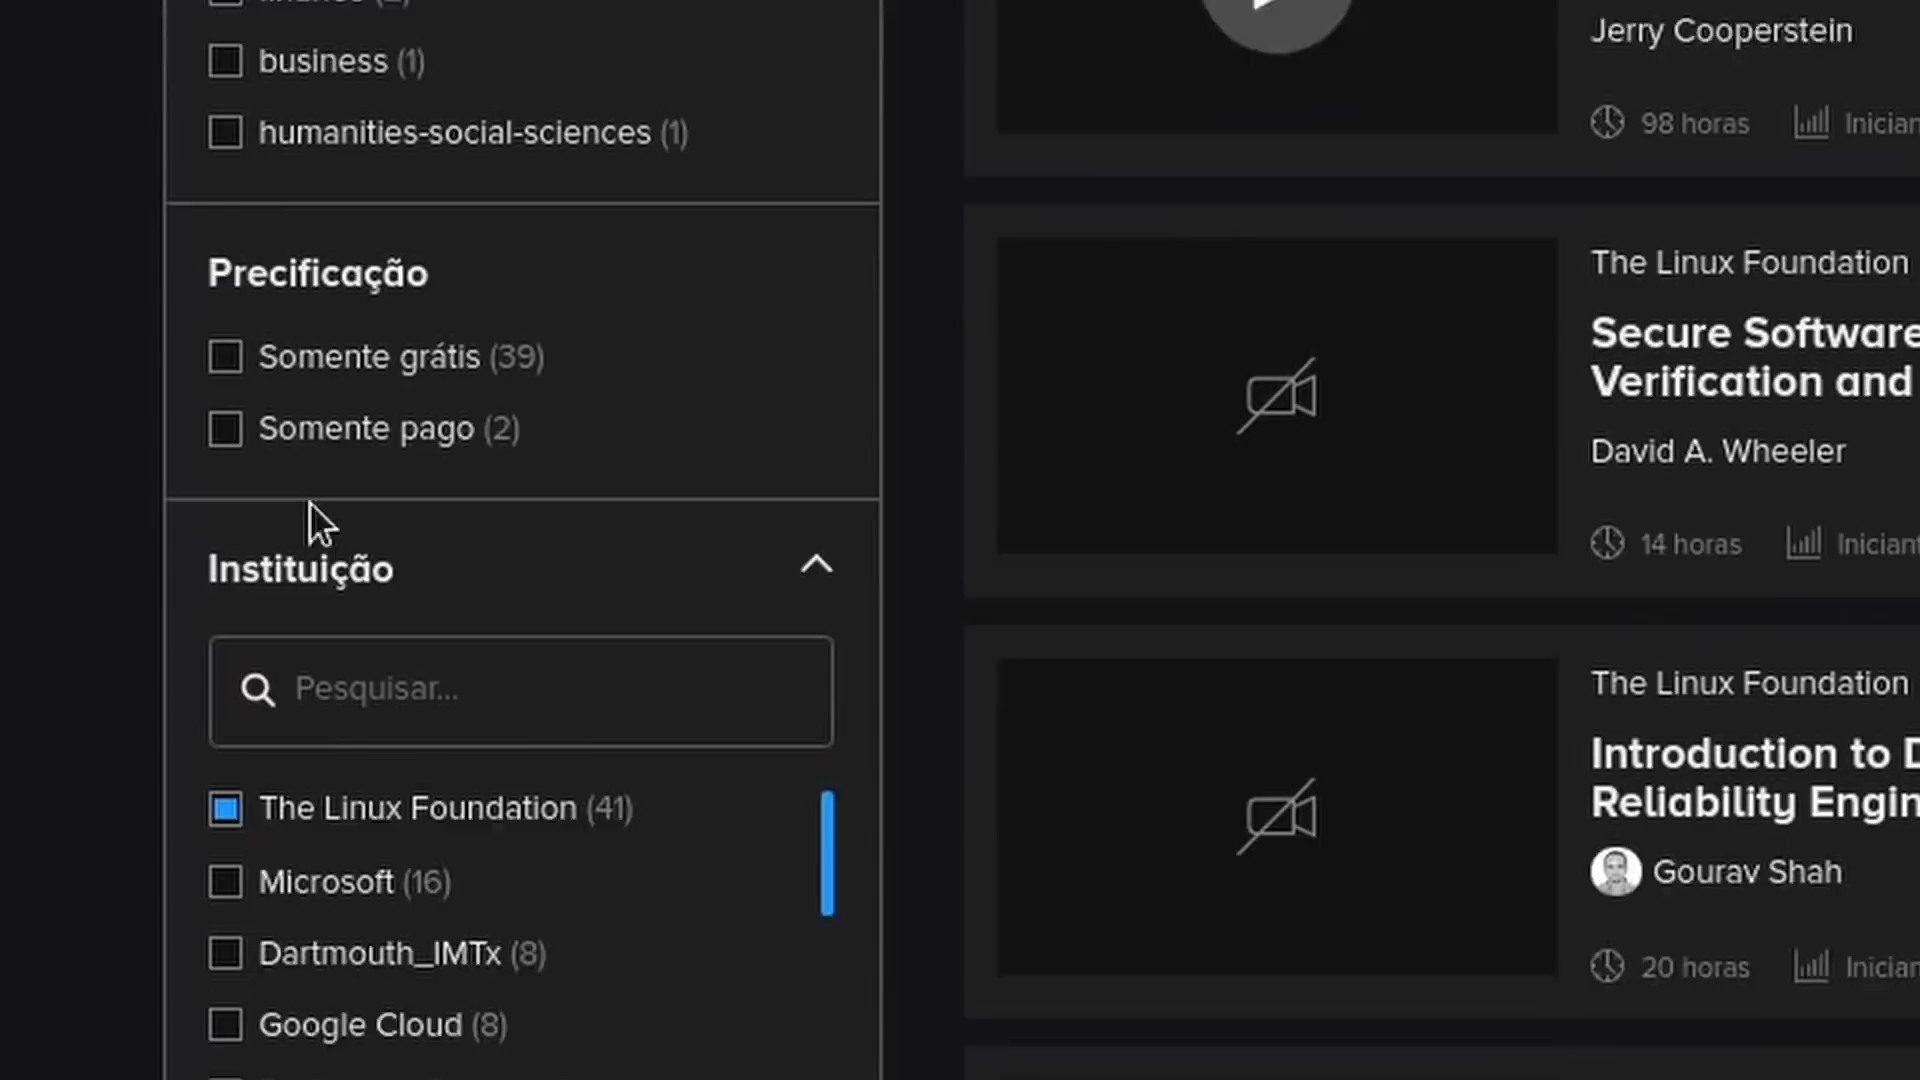 business (1)
humanities-social-sciences (1)
Precificação
Somente grátis (39)
Somente pago (2)
Instituição
Pesquisar...
The Linux Foundation (41)
Microsoft (16)
Dartmouth_IMTx (8)
Google Cloud (8)
Jerry Cooperstein
98 horas
The Linux Foundation
Secure Software
Verification and
David A. Wheeler
14 horas
The Linux Foundation
Introduction to
Gourav Shah
20 horas